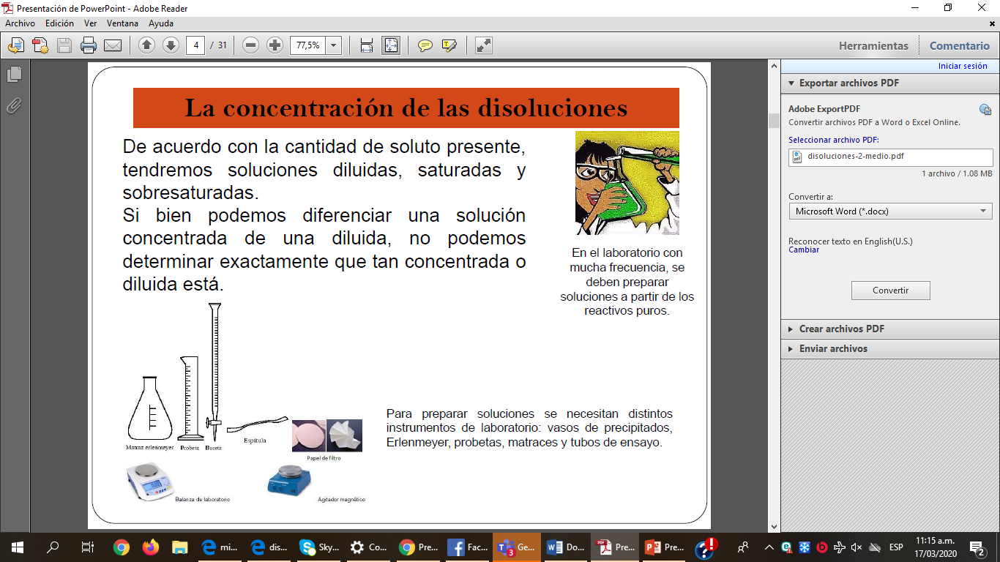 Presentación de PowerPoint - Adobe Reader
Archivo Edición Ver Ventana Ayuda
4 / 31 77,5% Herramientas Comentario
Iniciar sesión
Exportar archivos PDF
Adobe ExportPDF
Convertir archivos PDF a Word o Excel Online.
Seleccionar archivo PDF:
disoluciones-2-medio.pdf
1 archivo / 1.08 MB
Convertir a:
Microsoft Word (*.docx)
Reconocer texto en English(U.S.)
Cambiar
Convertir
Crear archivos PDF
Enviar archivos
La concentración de las disoluciones
De acuerdo con la cantidad de soluto presente,
tendremos soluciones diluidas, saturadas y
sobresaturadas.
Si bien podemos diferenciar una solución
concentrada de una diluida, no podemos
determinar exactamente que tan concentrada o
diluida está.
En el laboratorio con
mucha frecuencia, se
deben preparar
soluciones a partir de los
reactivos puros.
Matraz erlenmeyer Probeta Buceta Espátula
Papel de filtro
Balanza de laboratorio Agitador magnético
Para preparar soluciones se necesitan distintos
instrumentos de laboratorio: vasos de precipitados,
Erlenmeyer, probetas, matraces y tubos de ensayo.
mi... dis... Sky... Co... Pre... Fac... Ge... Do... Pre... Pre... ESP
3
11:15 a.m.
17/03/2020
2